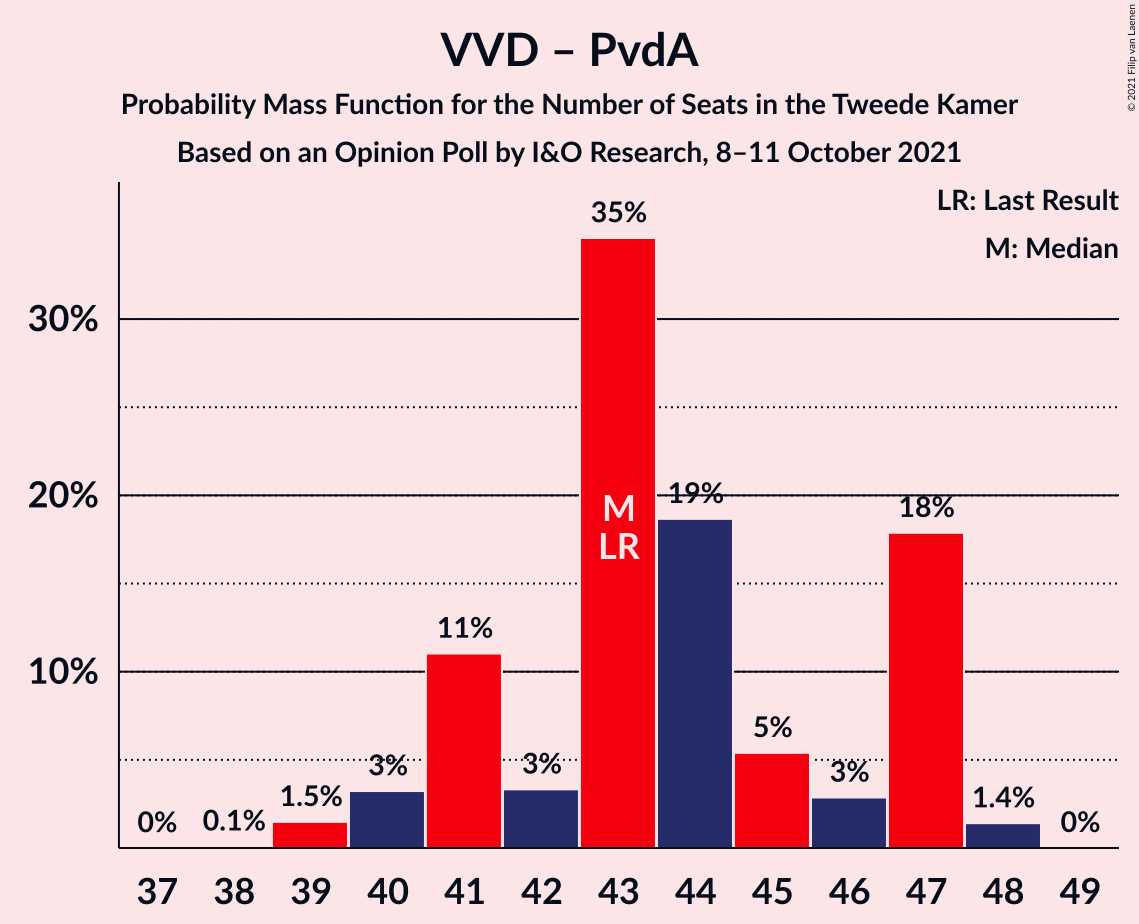 VVD – PvdA
Probability Mass Function for the Number of Seats in the Tweede Kamer
Based on an Opinion Poll by I&O Research, 8–11 October 2021
© 2021 Filip van Laenen
LR: Last Result
M: Median
30%
20%
10%
0%
0.1%
1.5%
3%
11%
3%
35%
M
LR
19%
5%
3%
18%
1.4%
0%
37 38 39 40 41 42 43 44 45 46 47 48 49